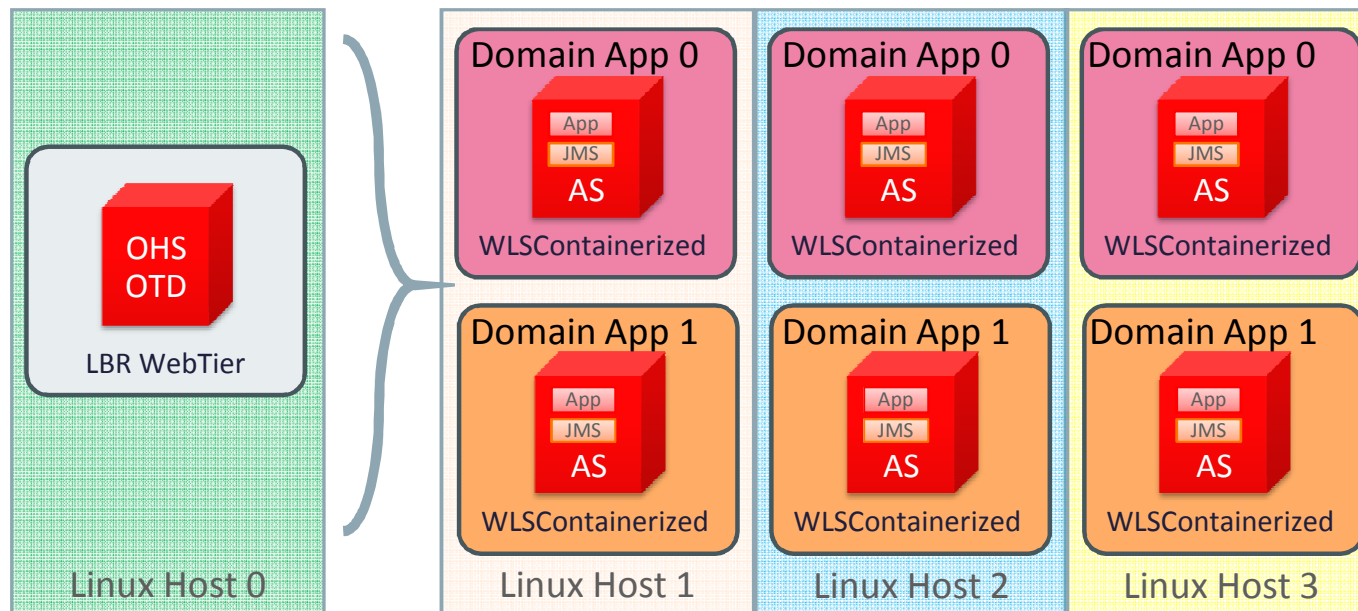 OHS
OTD
LBR WebTier
Linux Host 0
Domain App 0
App
JMS
AS
WLSContainerized
Domain App 1
App
JMS
AS
WLSContainerized
Linux Host 1
Domain App 0
App
JMS
AS
WLSContainerized
Domain App 1
App
JMS
AS
WLSContainerized
Linux Host 2
Domain App 0
App
JMS
AS
WLSContainerized
Domain App 1
App
JMS
AS
WLSContainerized
Linux Host 3